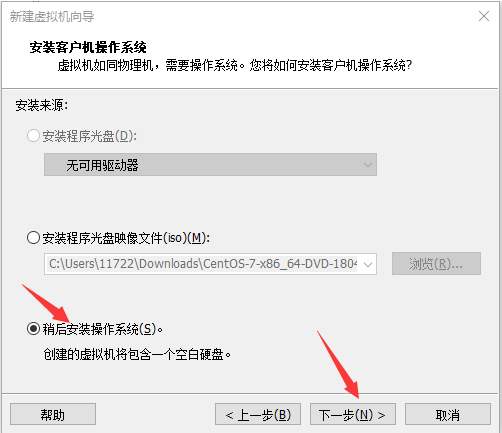 新建虚拟机向导
安装客户机操作系统
虚拟机如同物理机，需要操作系统。您将如何安装客户机操作系统?
安装来源:
安装程序光盘(D):
无可用驱动器
安装程序光盘映像文件(iso)(M):
C:\Users\11722\Downloads\CentOS-7-x86_64-DVD-1804
浏览(R)...
稍后安装操作系统(S)。
创建的虚拟机将包含一个空白硬盘。
帮助
< 上一步(B)
下一步(N) >
取消